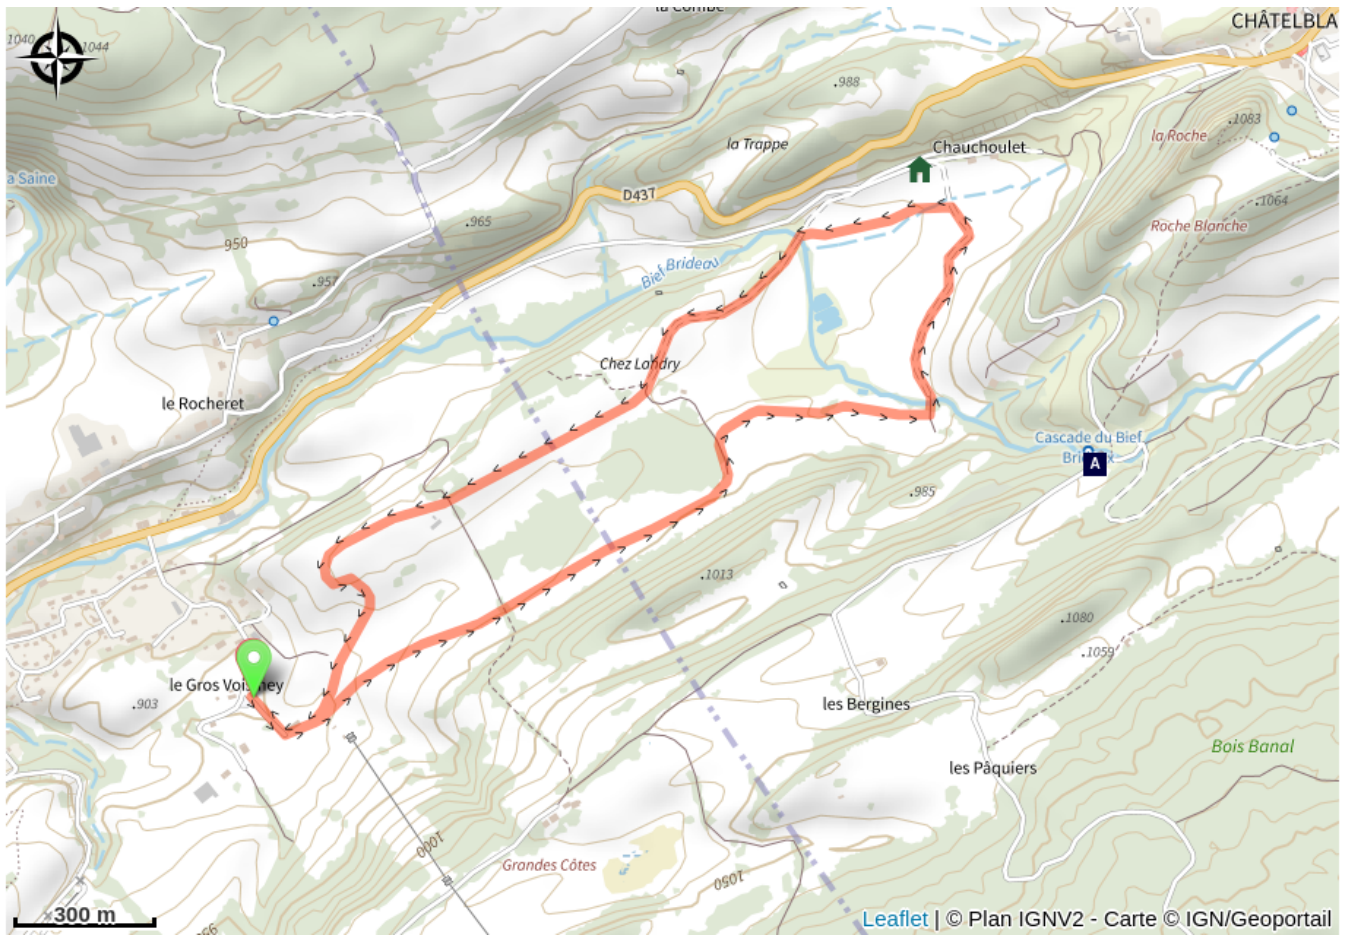 la Combe
CHÂTELBLA
1040
1044
988
1083
la Trappe
la Roche
Chauchoulet
a Saine
D437
1064
965
950
Roche Blanche
Bief Brideau
957
Chez Landry
le Rocheret
Cascade du Bief
A
985
1013
1080
1059
le Gros Voisiney
903
les Bergines
Bois Banal
les Pâquiers
1000
Grandes Côtes
1050
300 m
Leaflet | © Plan IGNV2 - Carte © IGN/Geoportail